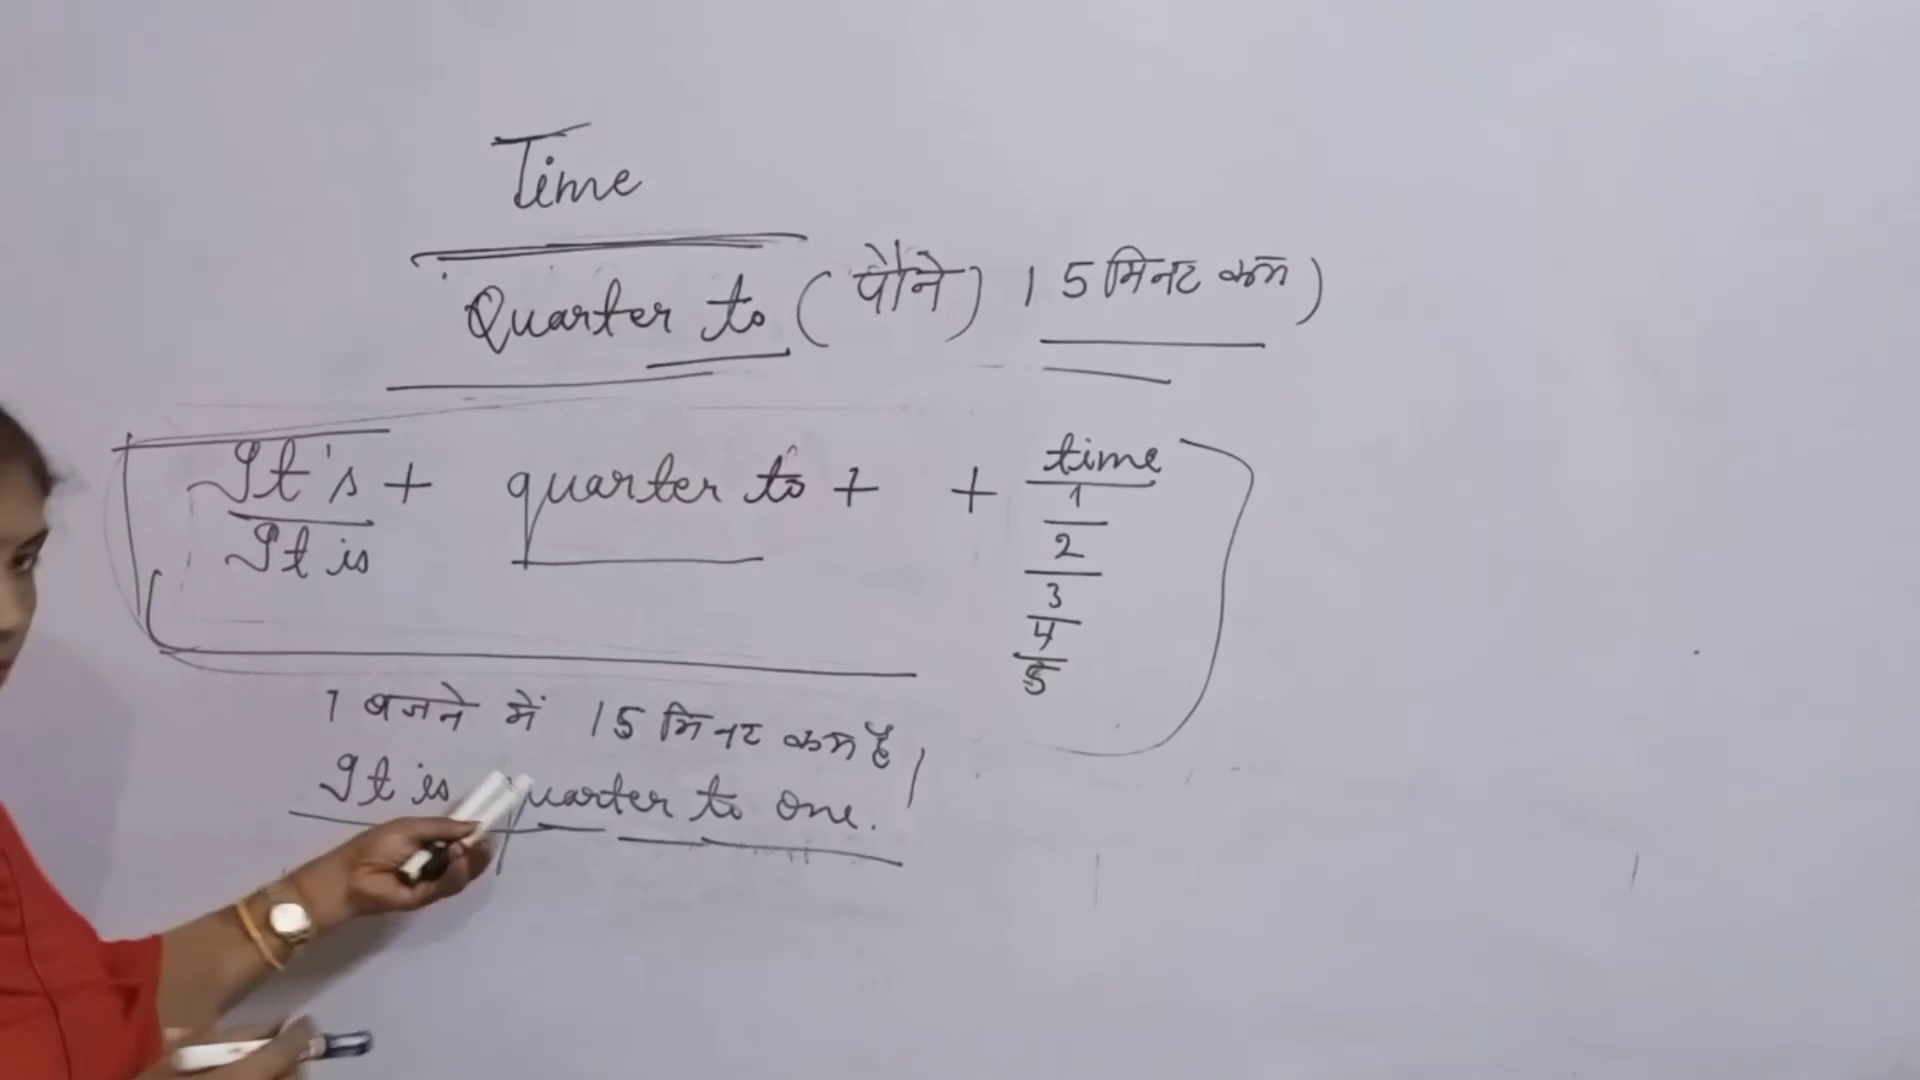 Time
Quarter to (पौने) 15 मिनट कम)
It's + quarter to + + time
It is
1
2
3
4
5
1 बजने में 15 मिनट कम है।
It is quarter to one.